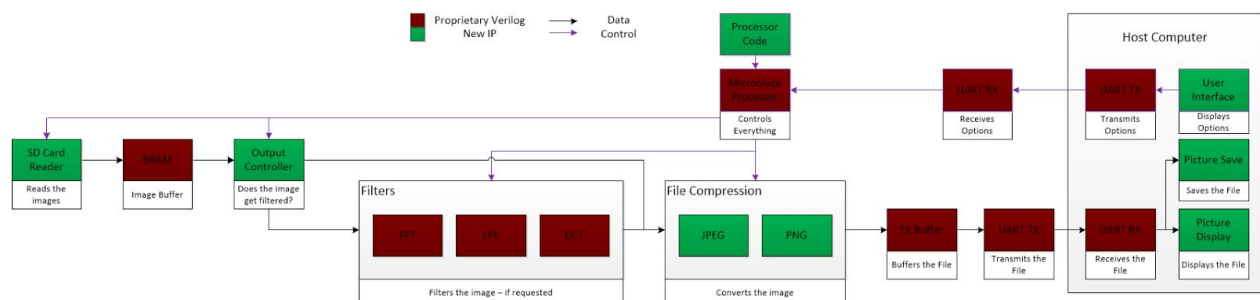 Proprietary Verilog
New IP
Data
Control
Processor
Code
Host Computer
Microblaze
Processor
Controls
Everything
UART RX
Receives
Options
UART TX
Transmits
Options
User
Interface
Displays
Options
SD Card
Reader
Reads the
images
BRAM
Image Buffer
Output
Controller
Does the image
get filtered?
Filters
FFT
LPF
DCT
Filters the image – if requested
File Compression
JPEG
PNG
Converts the image
TX Buffer
Buffers the File
UART TX
Transmits the
File
UART RX
Receives the
File
Picture Save
Saves the File
Picture
Display
Displays the File